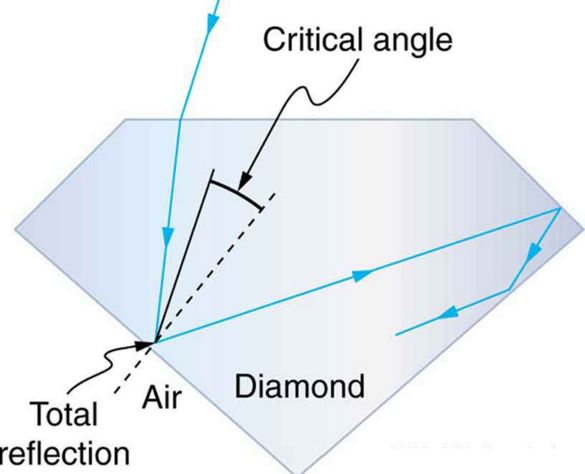 Critical angle
Air
Diamond
Total
reflection